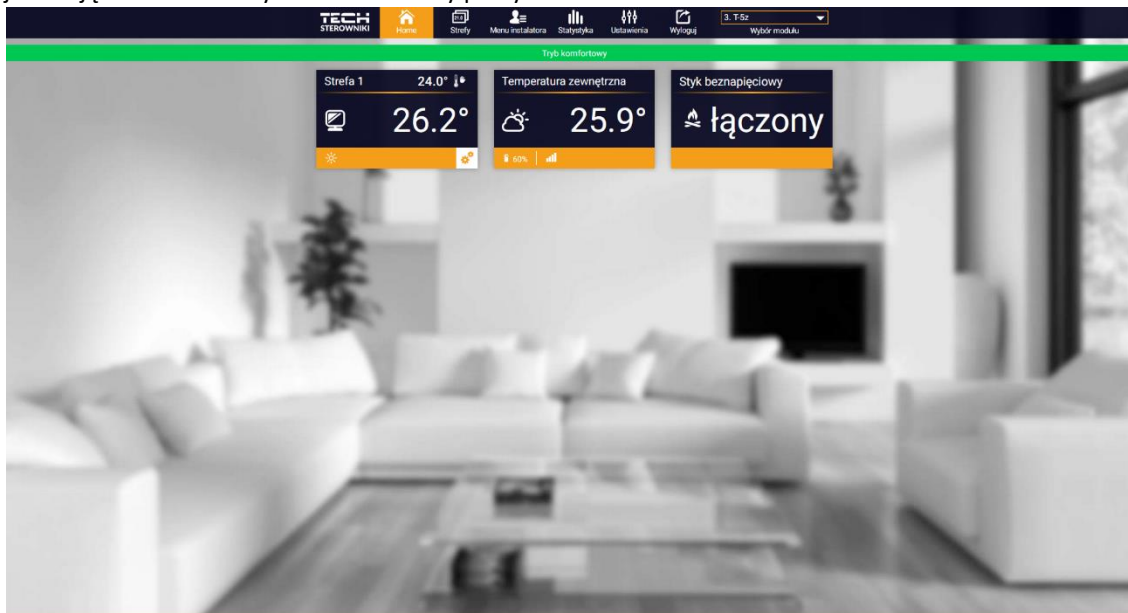 TECH
STEROWNIKI
Home
Strefy
Menu instalatora
Statystyka
Ustawienia
Wyloguj
3. T-5z
Wybór modułu
Tryb komfortowy
Strefa 1 24.0°
26.2°
Temperatura zewnętrzna
25.9°
60%
Styk beznapięciowy
łączony